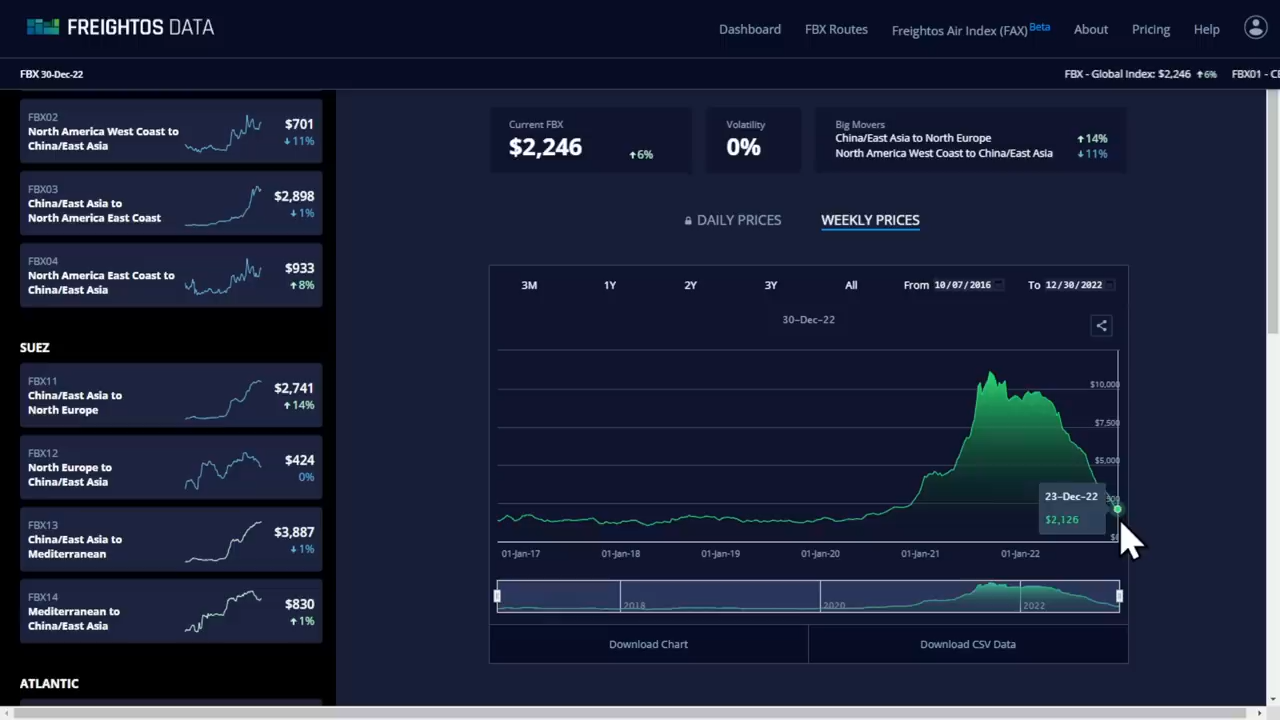 FREIGHTOS DATA
Dashboard
FBX Routes
Freightos Air Index (FAX) Beta
About
Pricing
Help
FBX 30-Dec-22
FBX - Global Index: $2,246 6%
FBX01 - C
FBX02
North America West Coast to
China/East Asia
$701
11%
FBX03
China/East Asia to
North America East Coast
$2,898
1%
FBX04
North America East Coast to
China/East Asia
$933
8%
SUEZ
FBX11
China/East Asia to
North Europe
$2,741
14%
FBX12
North Europe to
China/East Asia
$424
0%
FBX13
China/East Asia to
Mediterranean
$3,887
1%
FBX14
Mediterranean to
China/East Asia
$830
1%
ATLANTIC
Current FBX
$2,246
6%
Volatility
0%
Big Movers
China/East Asia to North Europe 14%
North America West Coast to China/East Asia 11%
DAILY PRICES
WEEKLY PRICES
3M
1Y
2Y
3Y
All
From 10/07/2016
To 12/30/2022
30-Dec-22
$10,000
$7,500
$5,000
23-Dec-22
$2,126
01-Jan-17
01-Jan-18
01-Jan-19
01-Jan-20
01-Jan-21
01-Jan-22
2018
2020
2022
Download Chart
Download CSV Data